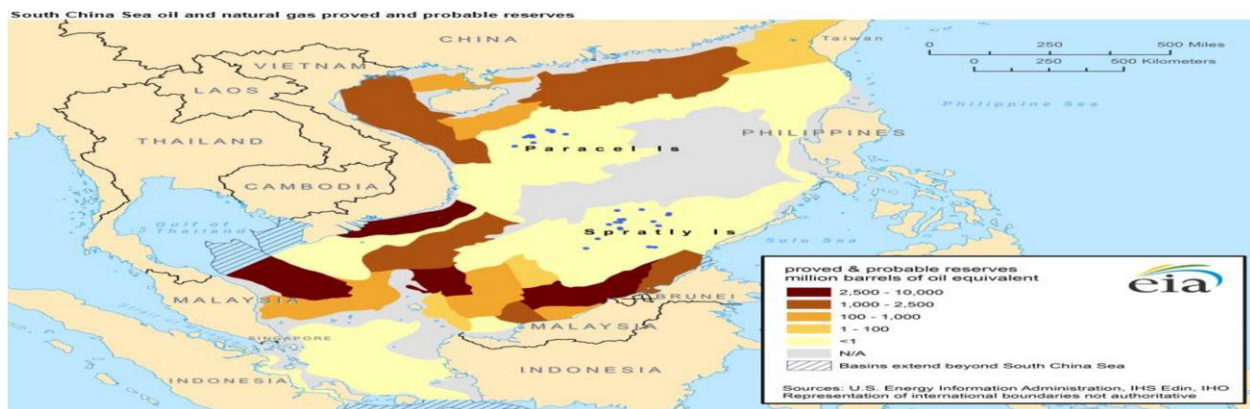 South China Sea oil and natural gas proved and probable reserves
CHINA
Taiwan
0 250 500 Miles
0 250 500 Kilometers
VIETNAM
LAOS
Philippine Sea
THAILAND
PHILIPPINES
Paracel Is
CAMBODIA
Gulf of
Thailand
Spratly Is
Sulu Sea
MALAYSIA
BRUNEI
MALAYSIA
SINGAPORE
INDONESIA
INDONESIA
proved & probable reserves
million barrels of oil equivalent
2,500 - 10,000
1,000 - 2,500
100 - 1,000
1 - 100
<1
N/A
Basins extend beyond South China Sea
eia
Sources: U.S. Energy Information Administration, IHS Edin, IHO
Representation of international boundaries not authoritative